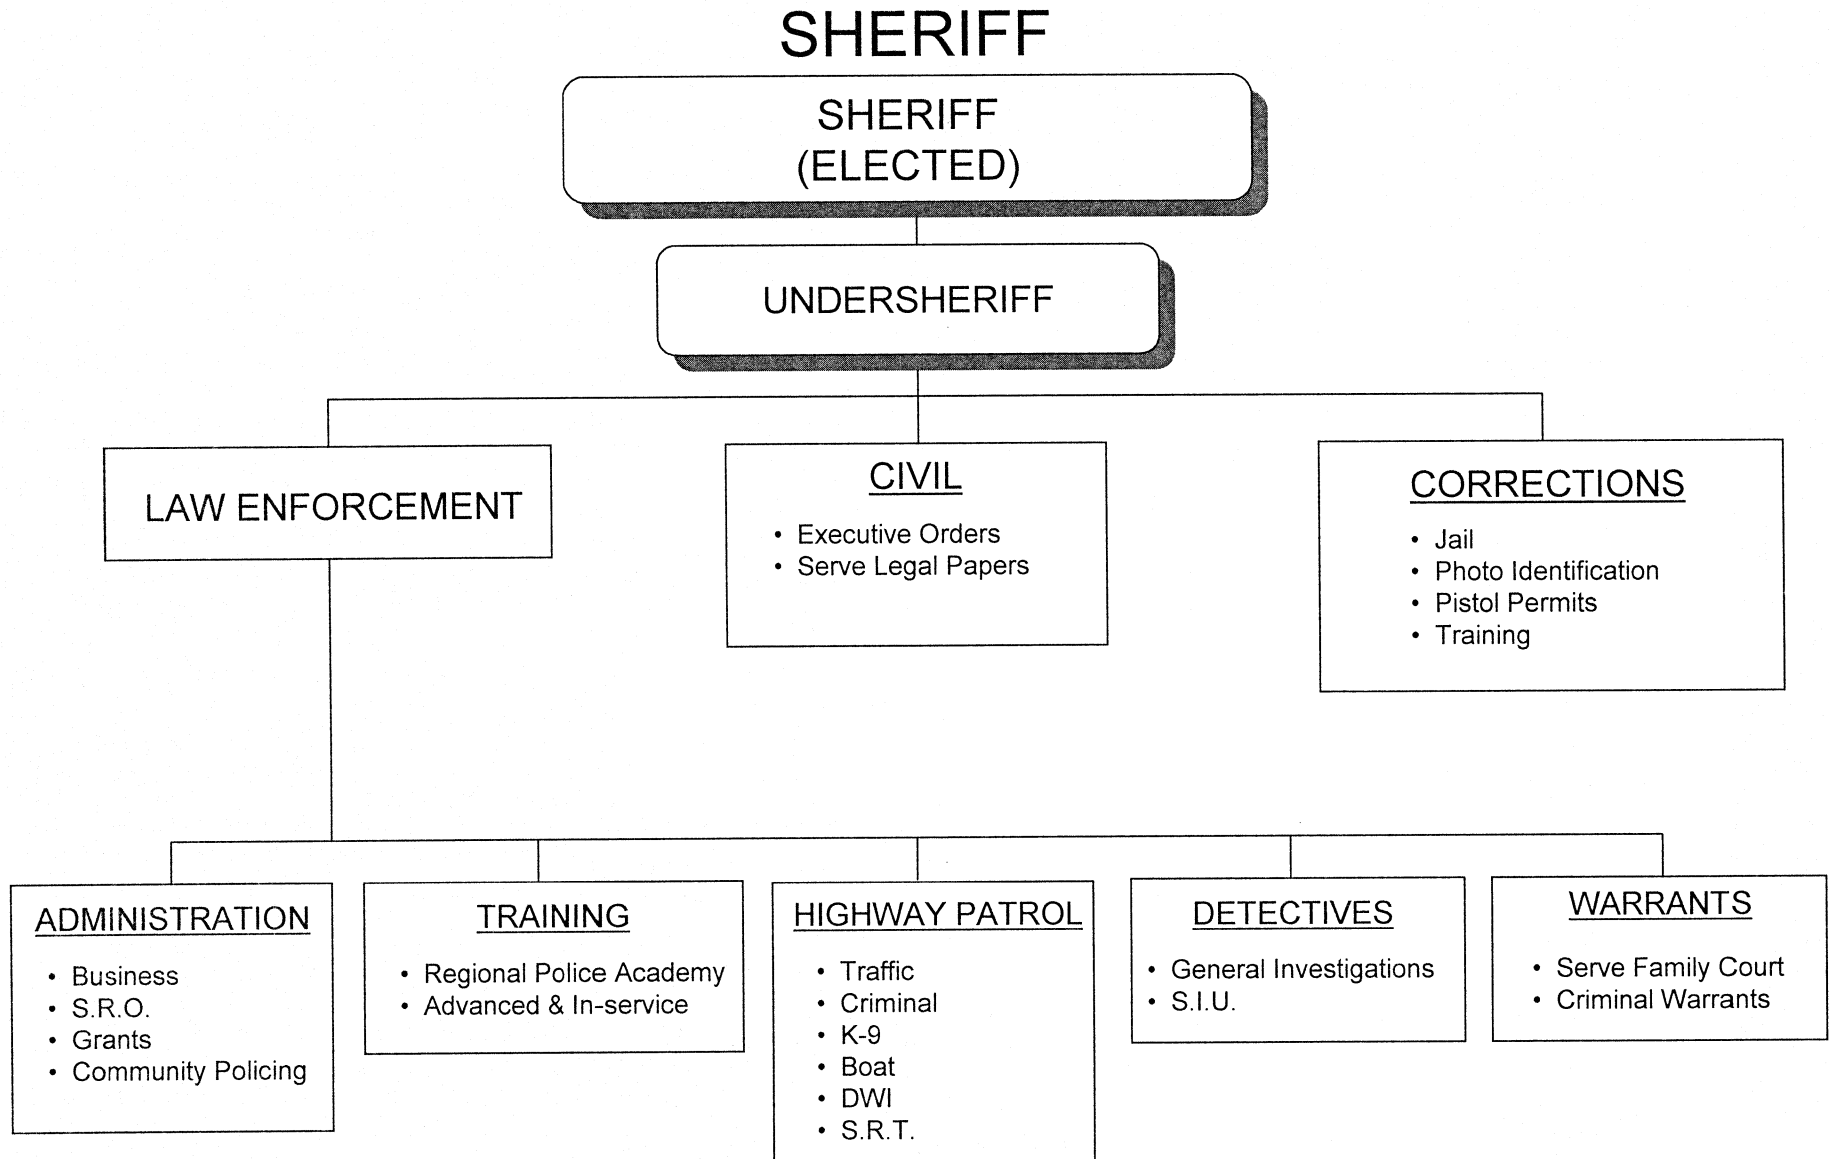 SHERIFF
SHERIFF
(ELECTED)
UNDERSHERIFF
LAW ENFORCEMENT
CIVIL
• Executive Orders
• Serve Legal Papers
CORRECTIONS
• Jail
• Photo Identification
• Pistol Permits
• Training
ADMINISTRATION
• Business
• S.R.O.
• Grants
• Community Policing
TRAINING
• Regional Police Academy
• Advanced & In-service
HIGHWAY PATROL
• Traffic
• Criminal
• K-9
• Boat
• DWI
• S.R.T.
DETECTIVES
• General Investigations
• S.I.U.
WARRANTS
• Serve Family Court
• Criminal Warrants